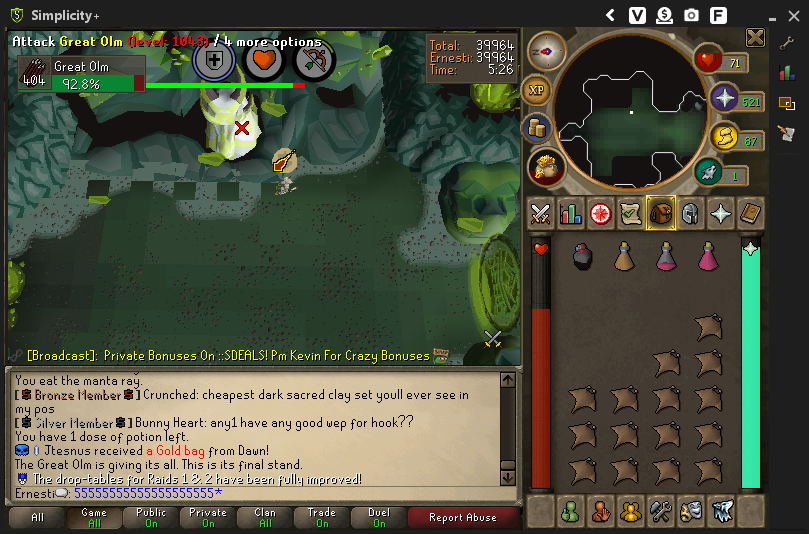 Simplicity+
V
F
Attack Great Olm (level: 1043) / 4 more options
Total: 39964
Ernesti: 39964
Time: 5:26
Great Olm
404
92.8%
71
XP
521
87
1
[Broadcast]: Private Bonuses On ::SDEALS! Pm Kevin For Crazy Bonuses
You eat the manta ray.
[Bronze Member] Crunched: cheapest dark sacred clay set youll ever see in
my pos
[Silver Member] Bunny Heart: any1 have any good wep for hook??
You have 1 dose of potion left.
Jtesnus received a Gold bag from Dawn!
The Great Olm is giving its all. This is its final stand.
The drop-tables for Raids 1 & 2 have been fully improved!
Ernesti: 55555555555555555555*
All
Game
All
Public
On
Private
On
Clan
All
Trade
On
Duel
On
Report Abuse